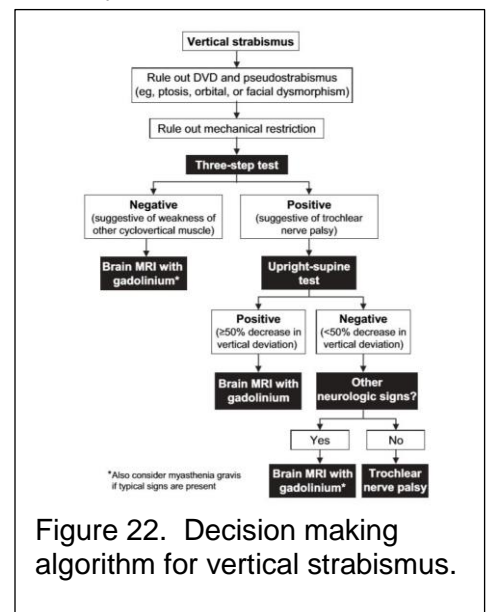 Vertical strabismus
Rule out DVD and pseudostrabismus
(eg, ptosis, orbital, or facial dysmorphism)
Rule out mechanical restriction
Three-step test
Negative
(suggestive of weakness of
other cyclovertical muscle)
Positive
(suggestive of trochlear
nerve palsy)
Brain MRI with
gadolinium*
Upright-supine
test
Positive
(≥50% decrease in
vertical deviation)
Negative
(<50% decrease in
vertical deviation)
Brain MRI with
gadolinium
Other
neurologic signs?
Yes
No
*Also consider myasthenia gravis
if typical signs are present
Brain MRI with
gadolinium*
Trochlear
nerve palsy
Figure 22. Decision making
algorithm for vertical strabismus.